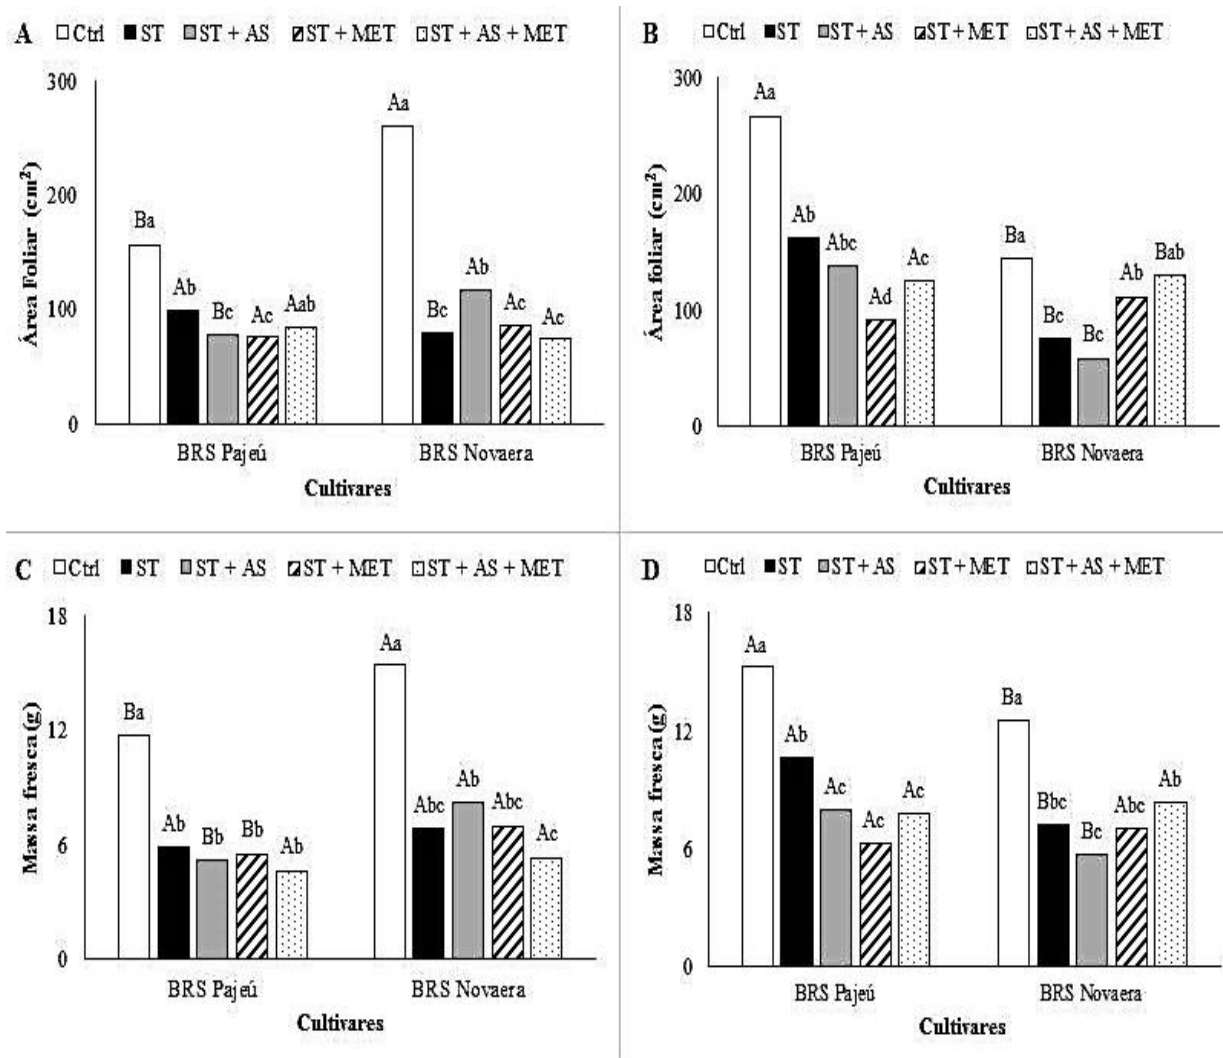 A Ctrl ST ST + AS ST + MET ST + AS + MET
300
200
100
0
Área Foliar (cm²)
Ba
Ab
Bc
Ac
Aab
Aa
Bc
Ab
Ac
Ac
BRS Pajeú BRS Novaera
Cultivares
B Ctrl ST ST + AS ST + MET ST + AS + MET
300
200
100
0
Área foliar (cm²)
Aa
Ab
Abc
Ad
Ac
Ba
Bc
Bc
Ab
Bab
BRS Pajeú BRS Novaera
Cultivares
C Ctrl ST ST + AS ST + MET ST + AS + MET
18
12
6
0
Massa fresca (g)
Ba
Ab
Bb
Bb
Ab
Aa
Abc
Ab
Abc
Ac
BRS Pajeú BRS Novaera
Cultivares
D Ctrl ST ST + AS ST + MET ST + AS + MET
18
12
6
0
Massa fresca (g)
Aa
Ab
Ac
Ac
Ac
Ba
Bbc
Bc
Abc
Ab
BRS Pajeú BRS Novaera
Cultivares